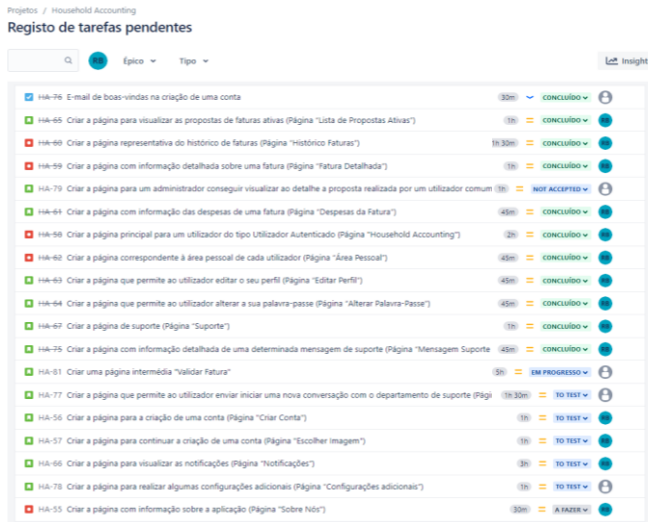 Projetos / Household Accounting
Registo de tarefas pendentes
RB Épico Tipo Insight
HA-76 E-mail de boas-vindas na criação de uma conta 30m CONCLUÍDO
HA-65 Criar a página para visualizar as propostas de faturas ativas (Página "Lista de Propostas Ativas") 1h CONCLUÍDO RB
HA-60 Criar a página representativa do histórico de faturas (Página "Histórico Faturas") 1h 30m CONCLUÍDO RB
HA-59 Criar a página com informação detalhada sobre uma fatura (Página "Fatura Detalhada") 1h CONCLUÍDO RB
HA-79 Criar a página para um administrador conseguir visualizar ao detalhe a proposta realizada por um utilizador comum 1h NOT ACCEPTED
HA-61 Criar a página com informação das despesas de uma fatura (Página "Despesas da Fatura") 45m CONCLUÍDO RB
HA-58 Criar a página principal para um utilizador do tipo Utilizador Autenticado (Página "Household Accounting") 2h CONCLUÍDO RB
HA-62 Criar a página correspondente à área pessoal de cada utilizador (Página "Área Pessoal") 45m CONCLUÍDO RB
HA-63 Criar a página que permite ao utilizador editar o seu perfil (Página "Editar Perfil") 45m CONCLUÍDO RB
HA-64 Criar a página que permite ao utilizador alterar a sua palavra-passe (Página "Alterar Palavra-Passe") 45m CONCLUÍDO RB
HA-67 Criar a página de suporte (Página "Suporte") 1h CONCLUÍDO RB
HA-75 Criar a página com informação detalhada de uma determinada mensagem de suporte (Página "Mensagem Suporte 45m CONCLUÍDO RB
HA-81 Criar uma página intermédia "Validar Fatura" 5h EM PROGRESSO
HA-77 Criar a página que permite ao utilizador enviar iniciar uma nova conversação com o departamento de suporte (Pági 1h 30m TO TEST
HA-56 Criar a página para a criação de uma conta (Página "Criar Conta") 1h TO TEST RB
HA-57 Criar a página para continuar a criação de uma conta (Página "Escolher Imagem") 1h TO TEST RB
HA-66 Criar a página para visualizar as notificações (Página "Notificações") 3h TO TEST RB
HA-78 Criar a página para realizar algumas configurações adicionais (Página "Configurações adicionais") 1h TO TEST
HA-55 Criar a página com informação sobre a aplicação (Página "Sobre Nós") 30m A FAZER RB